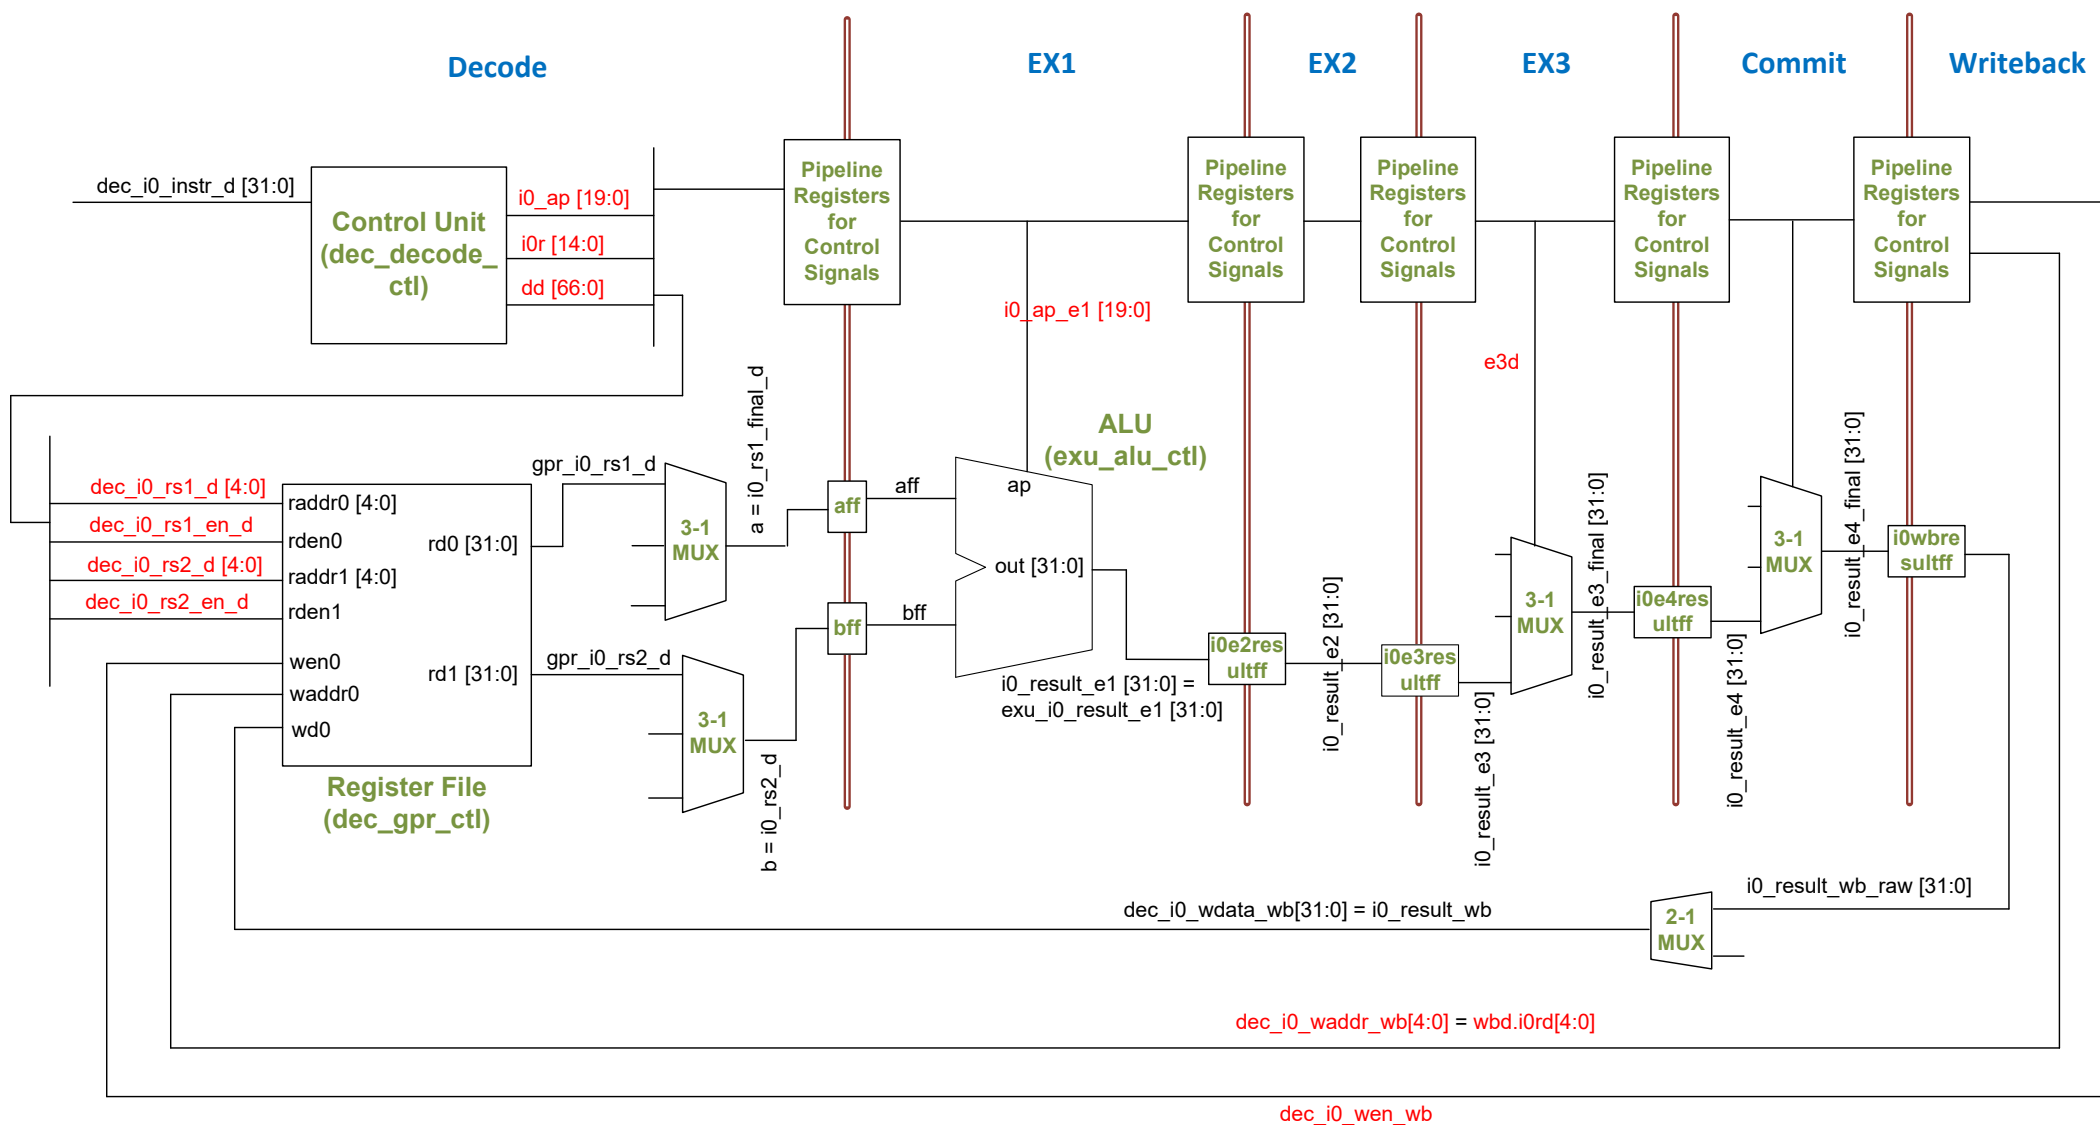 Decode
EX1
EX2
EX3
Commit
Writeback
dec_i0_instr_d [31:0]
Control Unit
(dec_decode_
ctl)
i0_ap [19:0]
i0r [14:0]
dd [66:0]
Pipeline
Registers
for
Control
Signals
Pipeline
Registers
for
Control
Signals
Pipeline
Registers
for
Control
Signals
Pipeline
Registers
for
Control
Signals
Pipeline
Registers
for
Control
Signals
i0_ap_e1 [19:0]
e3d
dec_i0_rs1_d [4:0]
dec_i0_rs1_en_d
dec_i0_rs2_d [4:0]
dec_i0_rs2_en_d
raddr0 [4:0]
rden0
raddr1 [4:0]
rden1
wen0
waddr0
wd0
rd0 [31:0]
rd1 [31:0]
Register File
(dec_gpr_ctl)
gpr_i0_rs1_d
3-1
MUX
a = i0_rs1_final_d
gpr_i0_rs2_d
3-1
MUX
b = i0_rs2_d
aff
bff
aff
bff
ALU
(exu_alu_ctl)
ap
out [31:0]
i0_result_e1 [31:0] =
exu_i0_result_e1 [31:0]
i0e2res
ultff
i0_result_e2 [31:0]
i0e3res
ultff
i0_result_e3 [31:0]
3-1
MUX
i0_result_e3_final [31:0]
i0e4res
ultff
i0_result_e4 [31:0]
3-1
MUX
i0_result_e4_final [31:0]
i0wbre
sultff
i0_result_wb_raw [31:0]
2-1
MUX
dec_i0_wdata_wb[31:0] = i0_result_wb
dec_i0_waddr_wb[4:0] = wbd.i0rd[4:0]
dec_i0_wen_wb